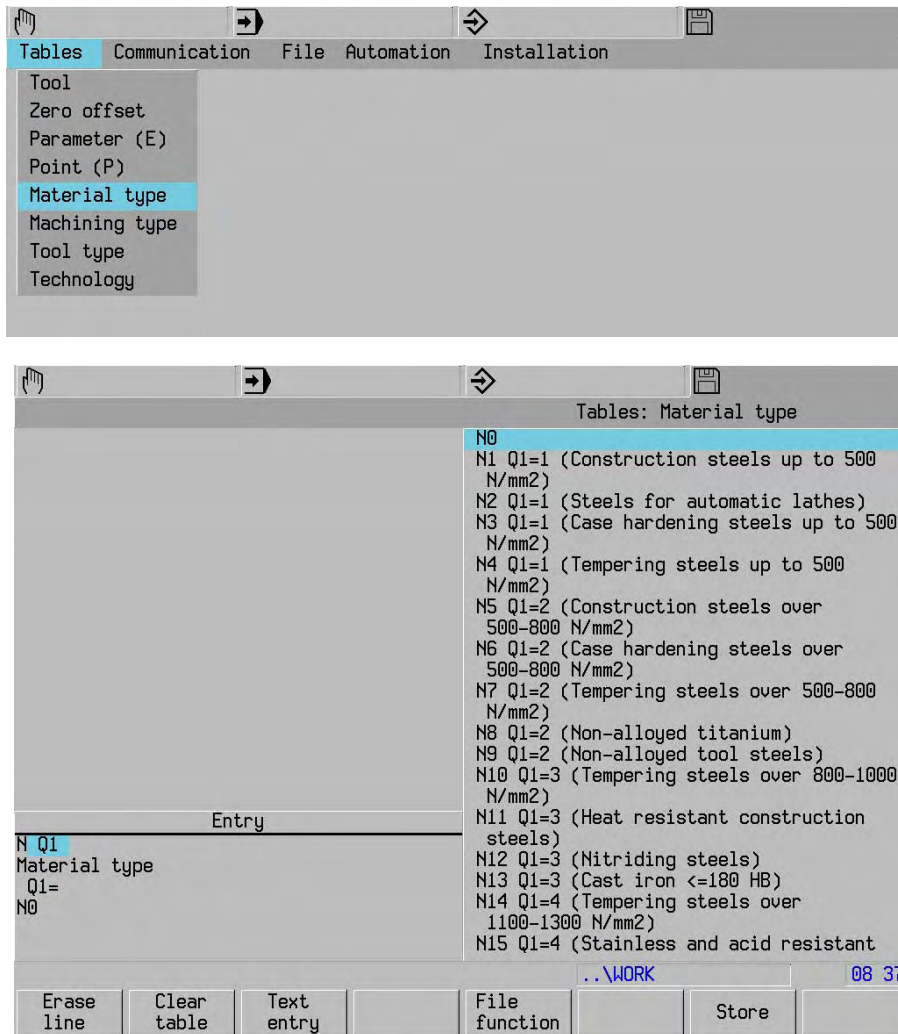 Tables Communication File Automation Installation
Tool
Zero offset
Parameter (E)
Point (P)
Material type
Machining type
Tool type
Technology
Tables: Material type
N0
N1 Q1=1 (Construction steels up to 500
N/mm2)
N2 Q1=1 (Steels for automatic lathes)
N3 Q1=1 (Case hardening steels up to 500
N/mm2)
N4 Q1=1 (Tempering steels up to 500
N/mm2)
N5 Q1=2 (Construction steels over
500-800 N/mm2)
N6 Q1=2 (Case hardening steels over
500-800 N/mm2)
N7 Q1=2 (Tempering steels over 500-800
N/mm2)
N8 Q1=2 (Non-alloyed titanium)
N9 Q1=2 (Non-alloyed tool steels)
N10 Q1=3 (Tempering steels over 800-1000
N/mm2)
N11 Q1=3 (Heat resistant construction
steels)
N12 Q1=3 (Nitriding steels)
N13 Q1=3 (Cast iron <=180 HB)
N14 Q1=4 (Tempering steels over
1100-1300 N/mm2)
N15 Q1=4 (Stainless and acid resistant
Entry
N Q1
Material type
Q1=
N0
..\WORK 08 37
Erase line
Clear table
Text entry
File function
Store